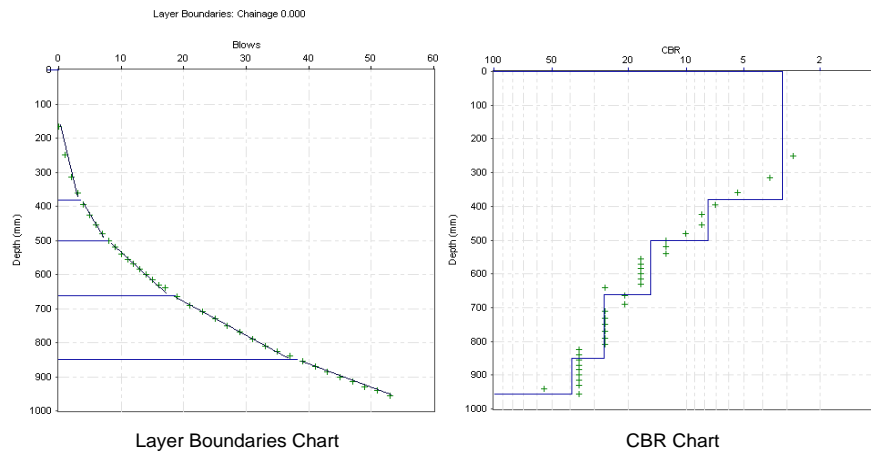 Layer Boundaries: Chainage 0.000
Blows
0 10 20 30 40 50 60
0
100
200
300
400
500
600
700
800
900
1000
Depth (mm)
Layer Boundaries Chart
CBR
100 50 20 10 5 2
0
100
200
300
400
500
600
700
800
900
1000
Depth (mm)
CBR Chart